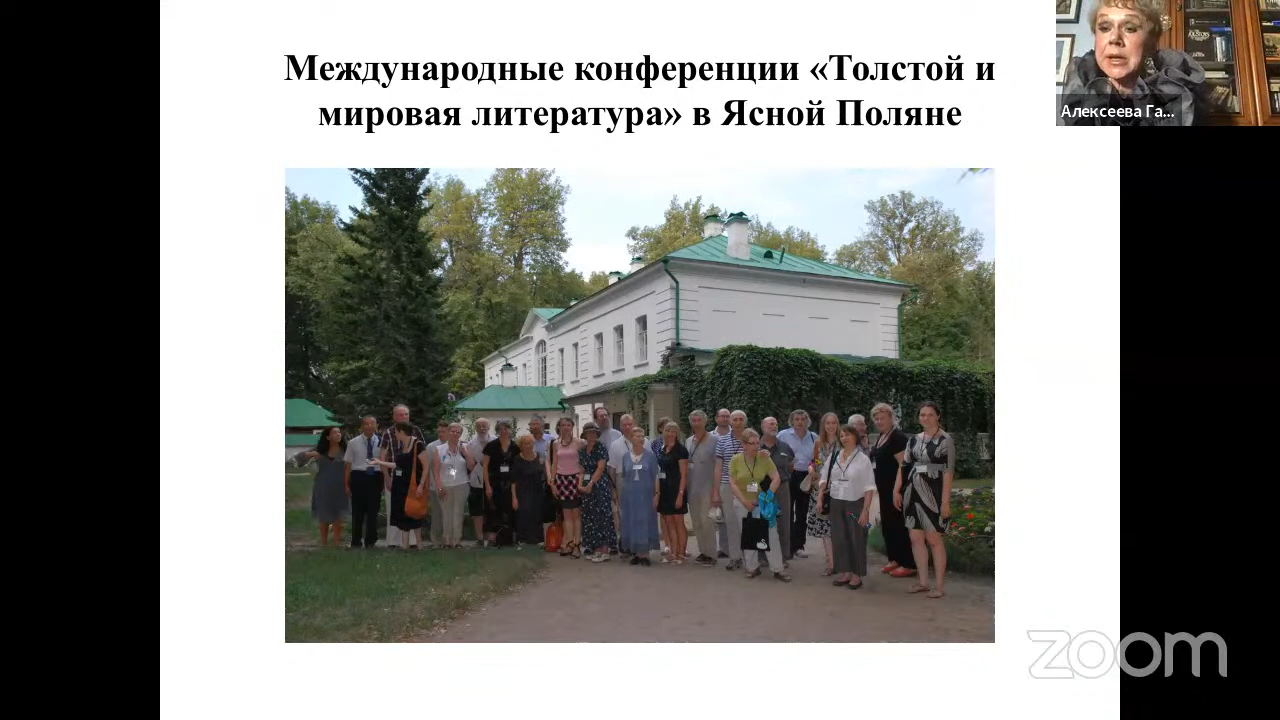 Международные конференции «Толстой и
мировая литература» в Ясной Поляне
Алексеева Га...
zoom